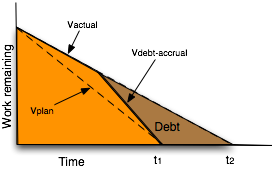 Vactual
Vdebt-accrual
Vplan
Debt
Work remaining
Time
t1
t2